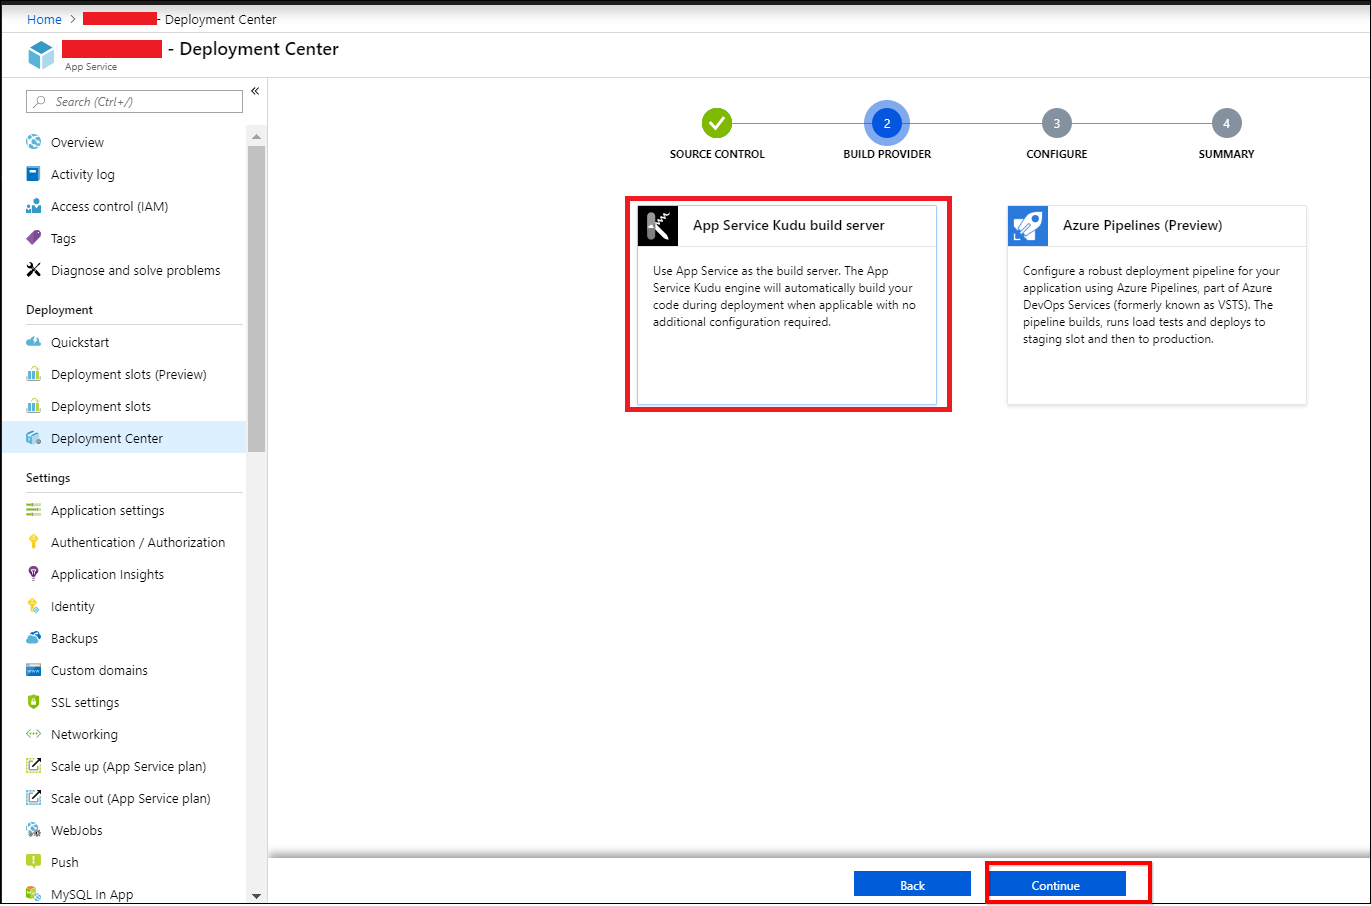 Home > - Deployment Center
- Deployment Center
App Service
Search (Ctrl+/)
«
Overview
Activity log
Access control (IAM)
Tags
Diagnose and solve problems
Deployment
Quickstart
Deployment slots (Preview)
Deployment slots
Deployment Center
Settings
Application settings
Authentication / Authorization
Application Insights
Identity
Backups
Custom domains
SSL settings
Networking
Scale up (App Service plan)
Scale out (App Service plan)
WebJobs
Push
MySQL In App
2
3
4
SOURCE CONTROL
BUILD PROVIDER
CONFIGURE
SUMMARY
App Service Kudu build server
Use App Service as the build server. The App
Service Kudu engine will automatically build your
code during deployment when applicable with no
additional configuration required.
Azure Pipelines (Preview)
Configure a robust deployment pipeline for your
application using Azure Pipelines, part of Azure
DevOps Services (formerly known as VSTS). The
pipeline builds, runs load tests and deploys to
staging slot and then to production.
Back
Continue